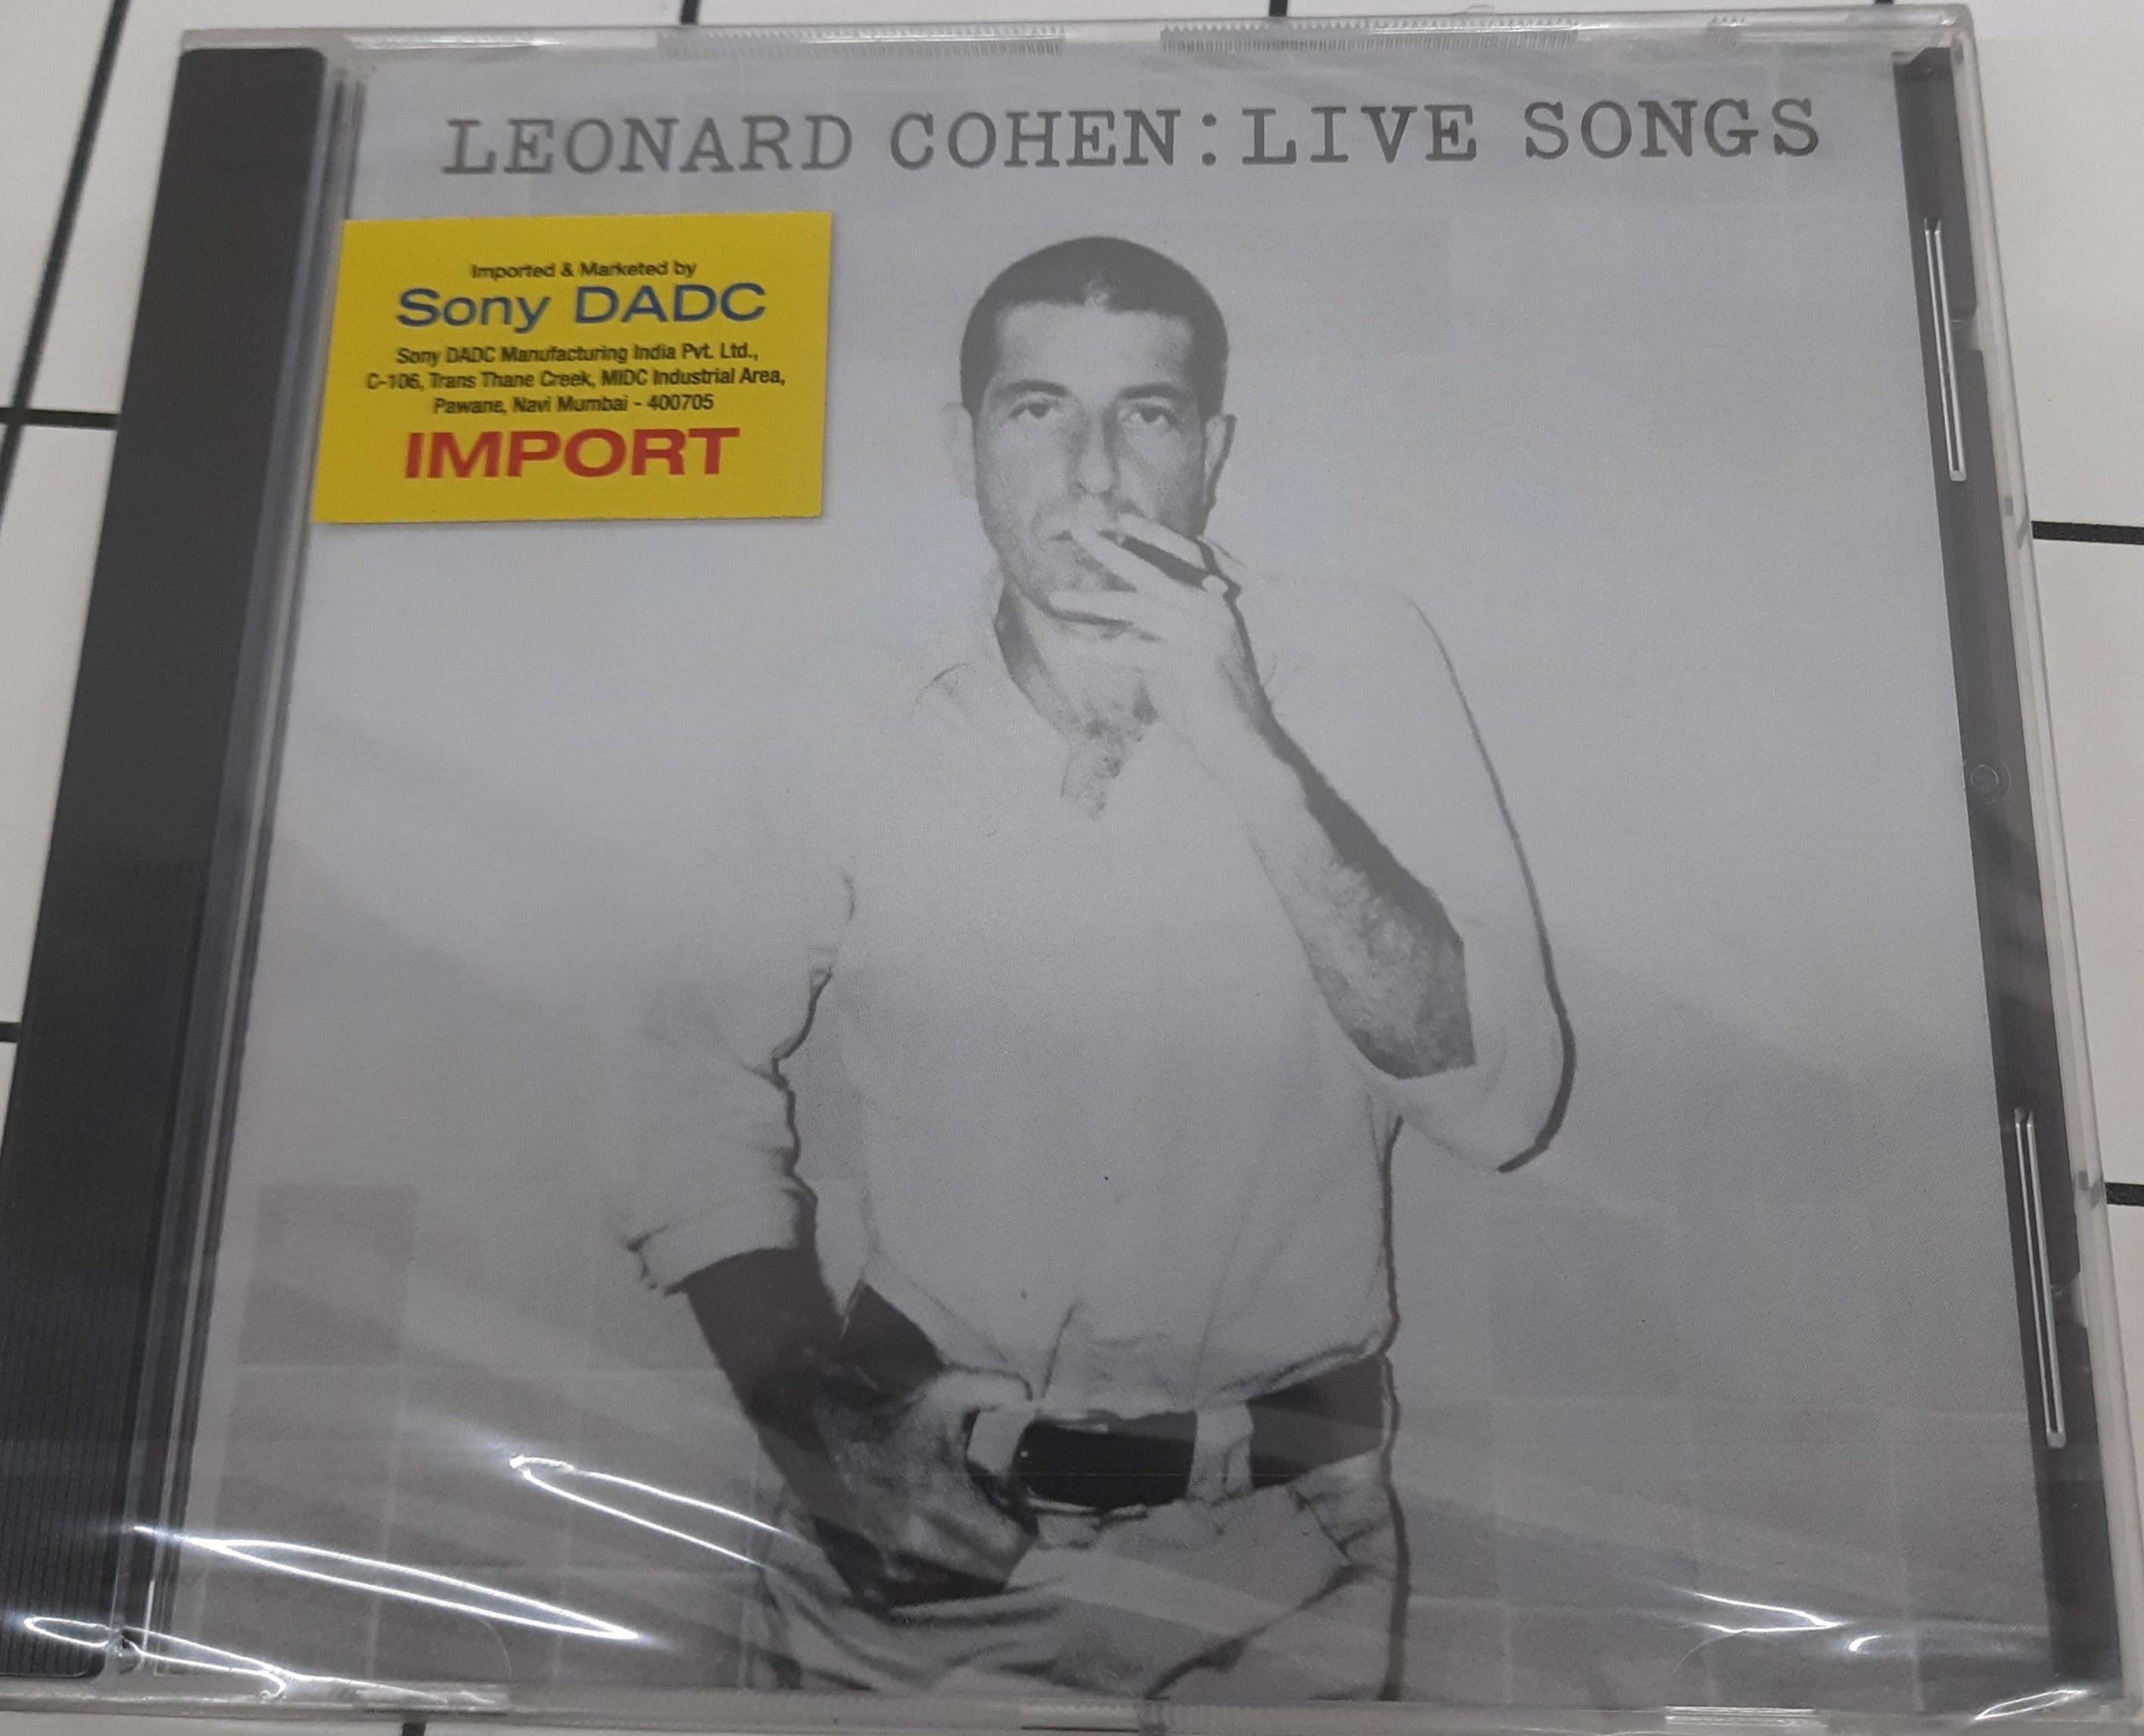 LEONARD COHEN: LIVE SONGS
Imported & Marketed by
Sony DADC
Sony DADC Manufacturing India Pvt. Ltd.,
C-106, Trans Thane Creek, MIDC Industrial Area,
Pawane, Navi Mumbai - 400705
IMPORT